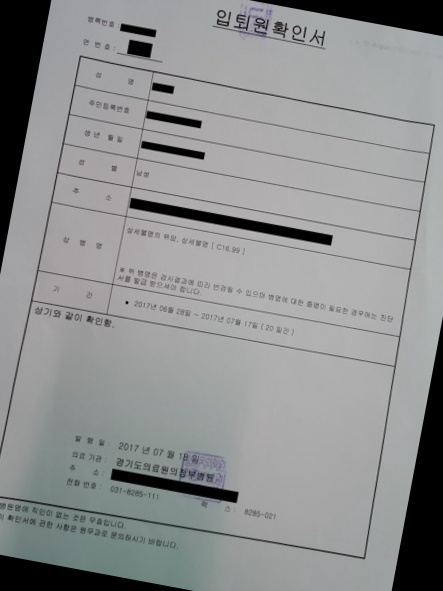 입퇴원확인서
병록번호
연 번 호 :
성 명
주민등록번호
생 년 월 일
성 별 남성
주 소
상 병 명 상세불명의 위암, 상세불명 [ C16.99 ]
※ 위 병명은 검사결과에 따라 변경될 수 있으며 병명에 대한 증명이 필요한 경우에는 진단
서를 발급 받으셔야 합니다.
기 간 • 2017년 06월 28일 ~ 2017년 07월 17일 ( 20 일간 )
상기와 같이 확인함.
발 행 일 : 2017 년 07 월 18 일
의료 기관 : 경기도의료원의정부병원
주 소 :
전화 번호 : 031-8285-111 팩 스 : 8285-021
병원명에 직인이 없는 것은 무효입니다.
확인서에 관한 사항은 원무과로 문의하시기 바랍니다.